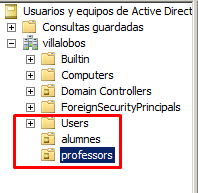 Usuarios y equipos de Active Direct
Consultas guardadas
villalobos
Builtin
Computers
Domain Controllers
ForeignSecurityPrincipals
Users
alumnes
professors